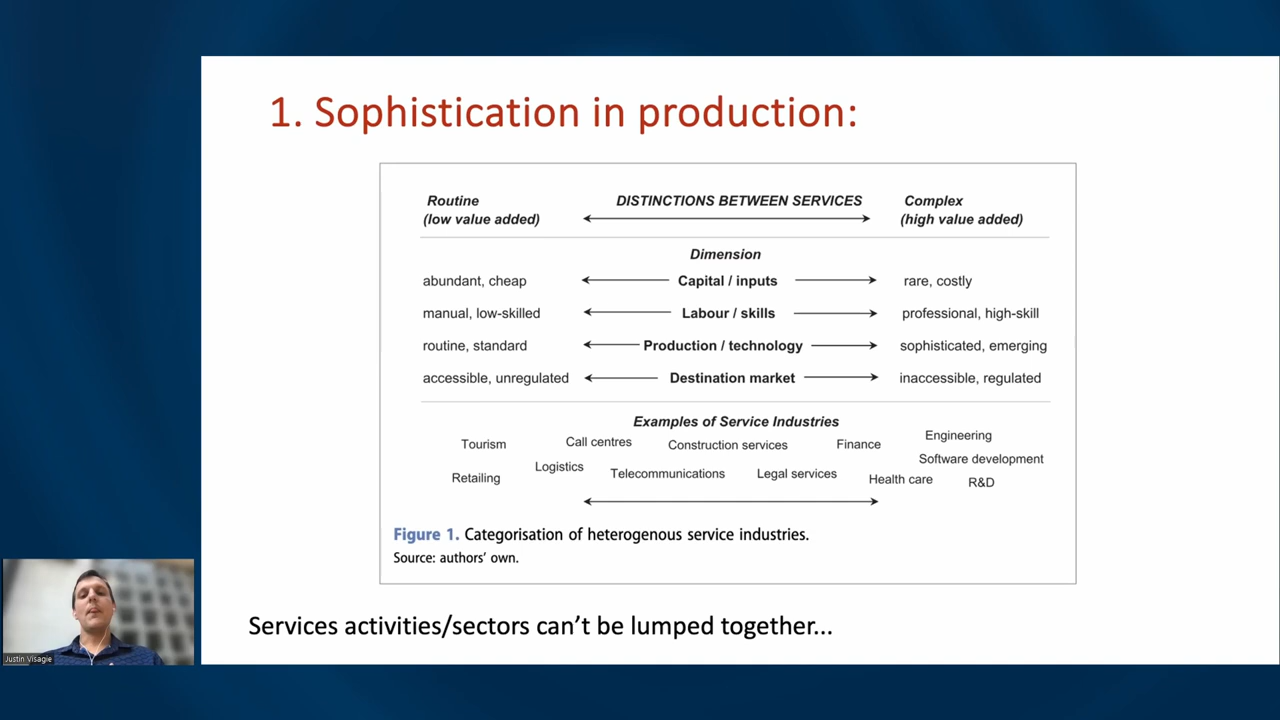 1. Sophistication in production:
Routine DISTINCTIONS BETWEEN SERVICES Complex
(low value added) (high value added)
Dimension
abundant, cheap Capital / inputs rare, costly
manual, low-skilled Labour / skills professional, high-skill
routine, standard Production / technology sophisticated, emerging
accessible, unregulated Destination market inaccessible, regulated
Examples of Service Industries
Tourism Call centres Construction services Finance Engineering
Retailing Logistics Telecommunications Legal services Health care Software development
R&D
Figure 1. Categorisation of heterogenous service industries.
Source: authors' own.
Services activities/sectors can't be lumped together...
Justin Visagie